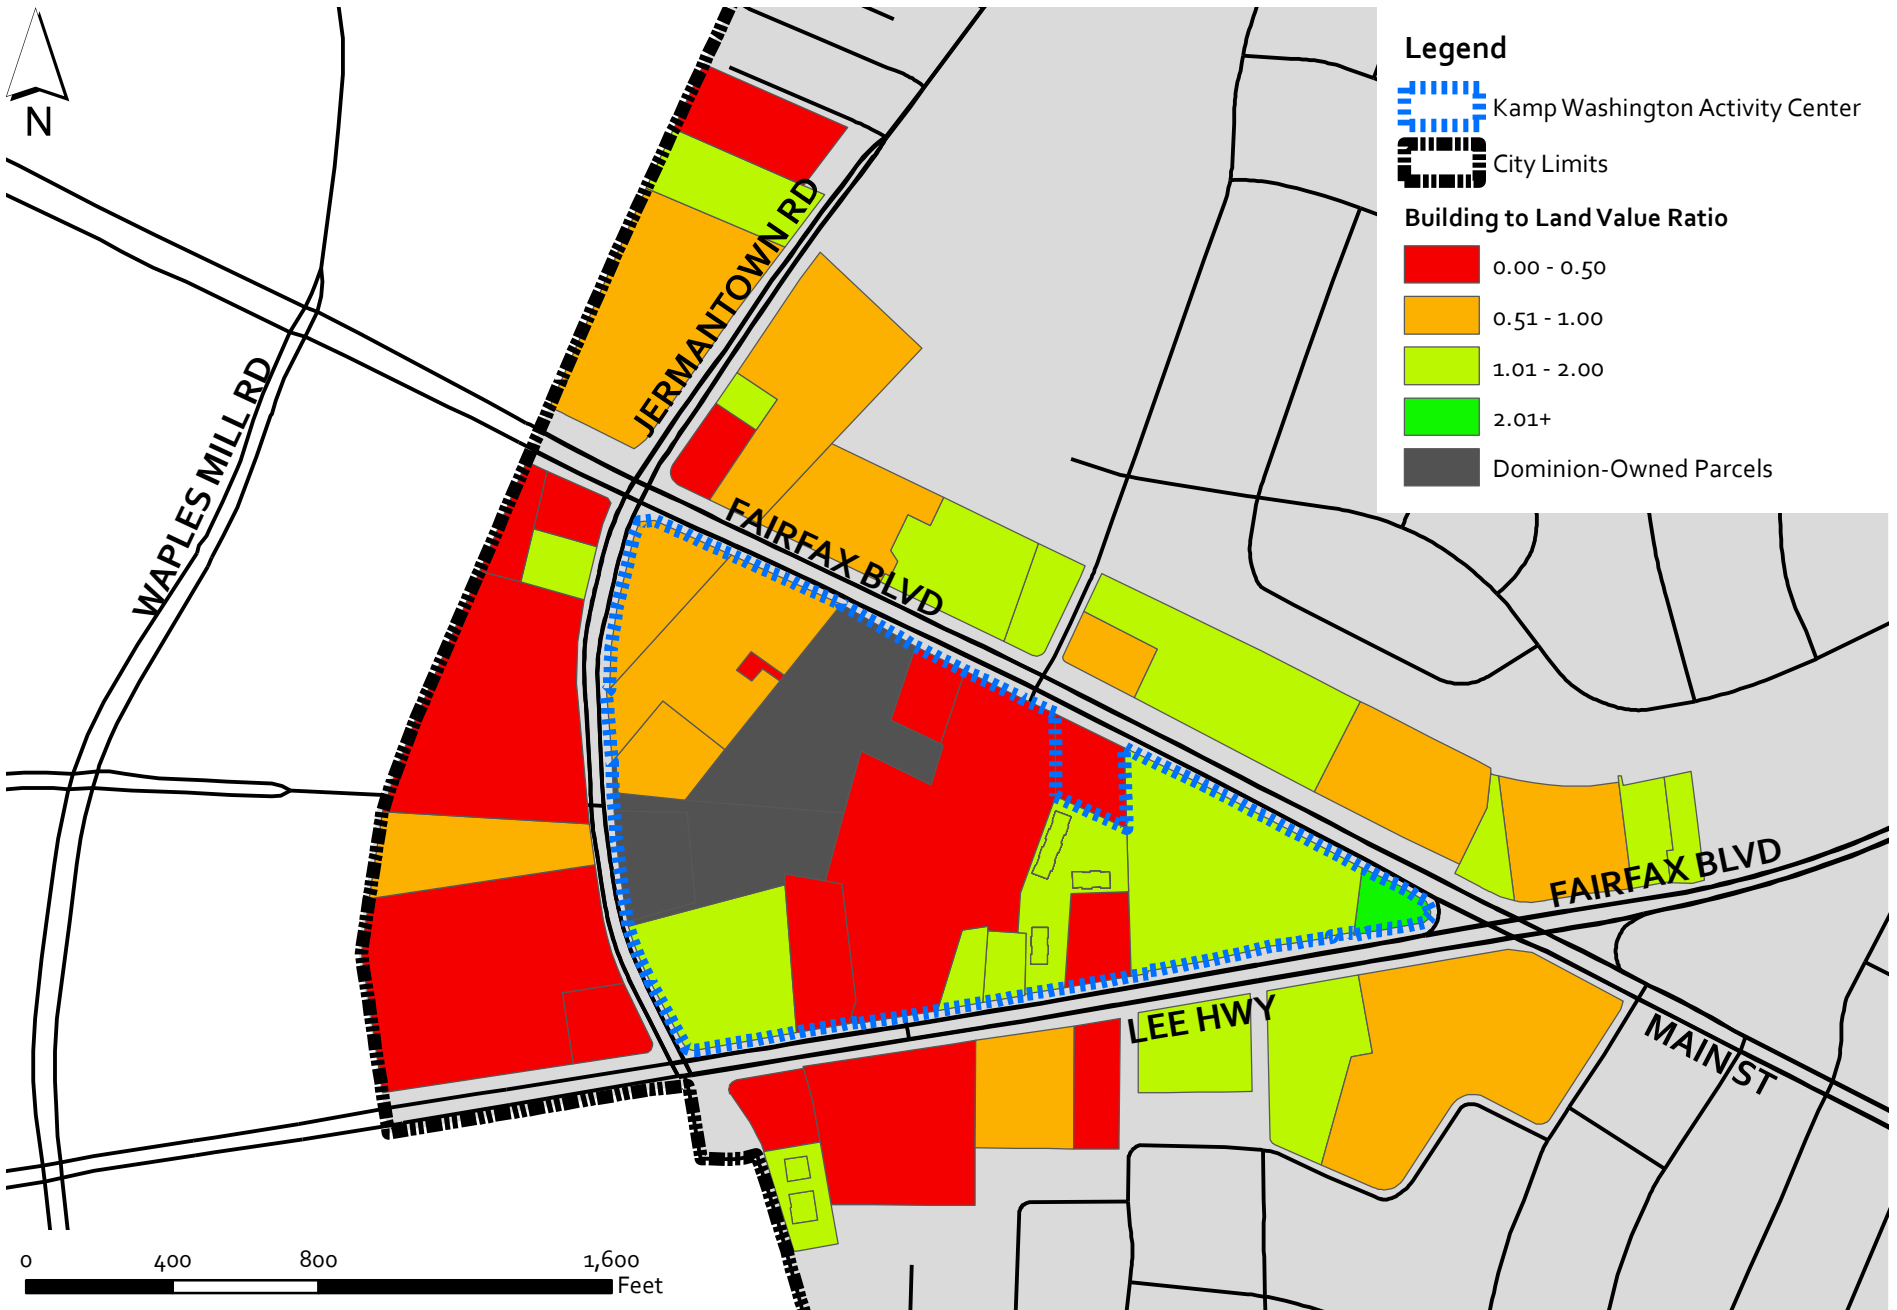 Legend
Kamp Washington Activity Center
City Limits
Building to Land Value Ratio
0.00 - 0.50
0.51 - 1.00
1.01 - 2.00
2.01+
Dominion-Owned Parcels
N
JERMANTOWN RD
WAPLES MILL RD
FAIRFAX BLVD
FAIRFAX BLVD
LEE HWY
MAIN ST
0 400 800 1,600
Feet